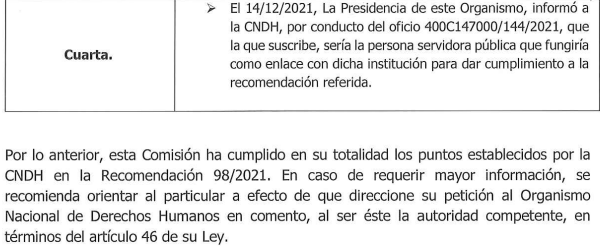 ➢ El 14/12/2021, La Presidencia de este Organismo, informó a
la CNDH, por conducto del oficio 400C147000/144/2021, que
la que suscribe, sería la persona servidora pública que fungiría
como enlace con dicha institución para dar cumplimiento a la
recomendación referida.
Cuarta.
Por lo anterior, esta Comisión ha cumplido en su totalidad los puntos establecidos por la
CNDH en la Recomendación 98/2021. En caso de requerir mayor información, se
recomienda orientar al particular a efecto de que direccione su petición al Organismo
Nacional de Derechos Humanos en comento, al ser éste la autoridad competente, en
términos del artículo 46 de su Ley.